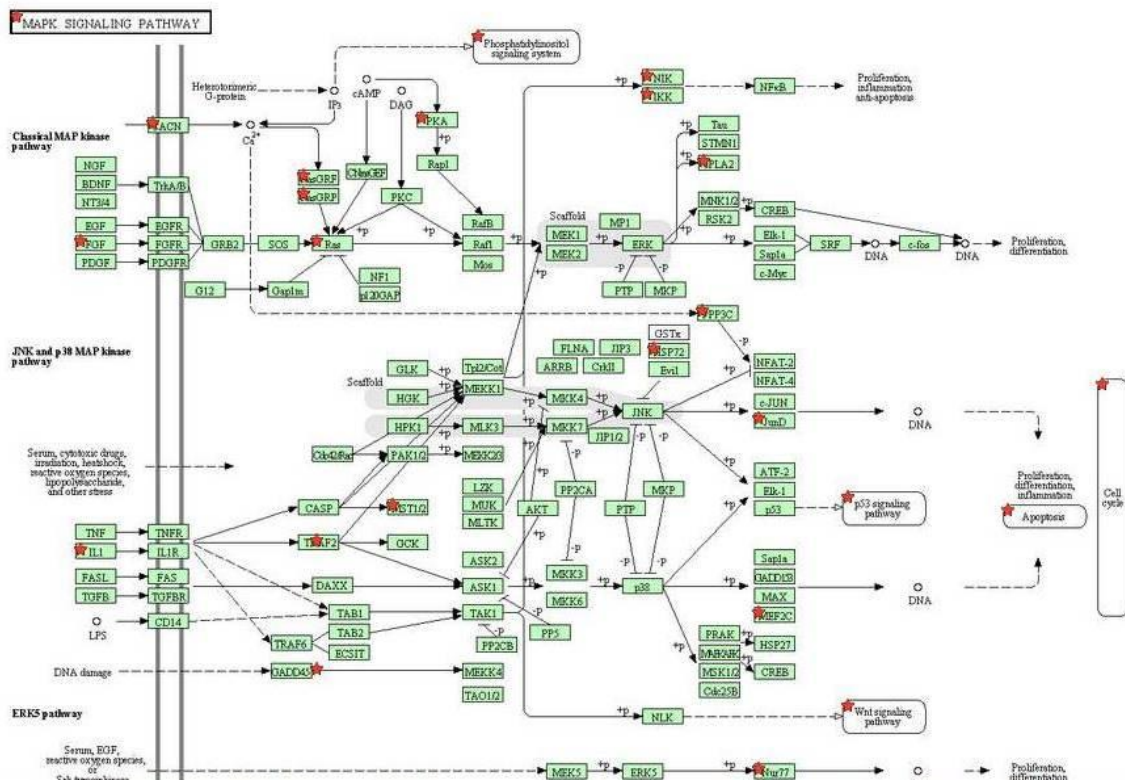 MAPK SIGNALING PATHWAY
Phosphatidylinositol
signaling system
Heterotrimeric
G-protein
IP3
cAMP
DAG
NIK
IKK
NFκB
Proliferation,
inflammation
anti-apoptosis
+p
CACN
Ca2+
PKA
+p
Classical MAP kinase
pathway
Tau
STMN1
NGF
BDNF
NT3/4
TrkA/B
RasGRF
RasGRP
CNrasGEF
Rap1
PKC
PLA2
+p
EGF
EGFR
FGF
FGFR
PDGF
PDGFR
GRB2
SOS
Ras
RafB
Raf1
Mos
+p
Scaffold
MP1
MEK1
MEK2
ERK
+p
MNK1/2
RSK2
CREB
Elk-1
Sap1a
c-Myc
SRF
DNA
c-fos
DNA
Proliferation,
differentiation
G12
Gap1m
NF1
p120GAP
PTP
MKP
-p
-p
PPP3C
-p
JNK and p38 MAP kinase
pathway
GSTπ
FLNA
JIP3
HSP72
ARRB
CrkII
Evi1
NFAT-2
NFAT-4
GLK
Tpl2/Cot
Scaffold
MEKK1
HGK
MKK4
c-JUN
JunD
JNK
DNA
HPK1
MLK3
MKK7
JIP1/2
Cdc42/Rac
PAK1/2
MEKK2/3
Serum, cytotoxic drugs,
irradiation, heatshock,
reactive oxygen species,
lipopolysaccharide,
and other stress
LZK
MUK
MLTK
PP2CA
MKP
ATF-2
Elk-1
p53
p53 signaling
pathway
Proliferation,
differentiation,
inflammation
Apoptosis
Cell
cycle
CASP
MST1/2
AKT
PTP
TNF
TNFR
IL1
IL1R
TRAF2
GCK
FASL
FAS
TGFB
TGFBR
DAXX
ASK2
ASK1
MKK3
MKK6
p38
Sap1a
GADD153
MAX
MEF2C
DNA
LPS
CD14
TAB1
TAK1
TAB2
PP2CB
PP5
TRAF6
ECSIT
PRAK
MAPKAPK
MSK1/2
Cdc25B
HSP27
CREB
DNA damage
GADD45
MEKK4
TAO1/2
ERK5 pathway
+p
NLK
Wnt signaling
pathway
Serum, EGF,
reactive oxygen species,
or
MEK5
+p
ERK5
+p
Nur77
Proliferation,